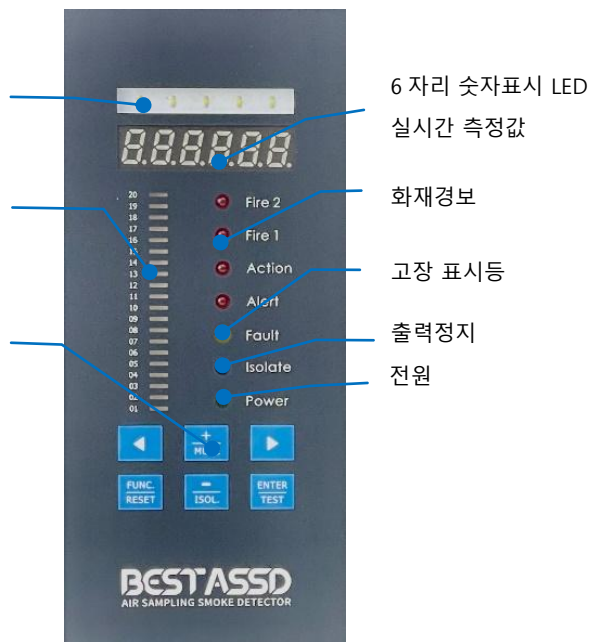 6 자리 숫자표시 LED
실시간 측정값
화재경보
고장 표시등
출력정지
전원
20
19
18
17
16
15
14
13
12
11
10
09
08
07
06
05
04
03
02
01
Fire 2
Fire 1
Action
Alert
Fault
Isolate
Power
+
FUNC.
RESET
-
ISOL.
ENTER
TEST
BESTASSD
AIR SAMPLING SMOKE DETECTOR